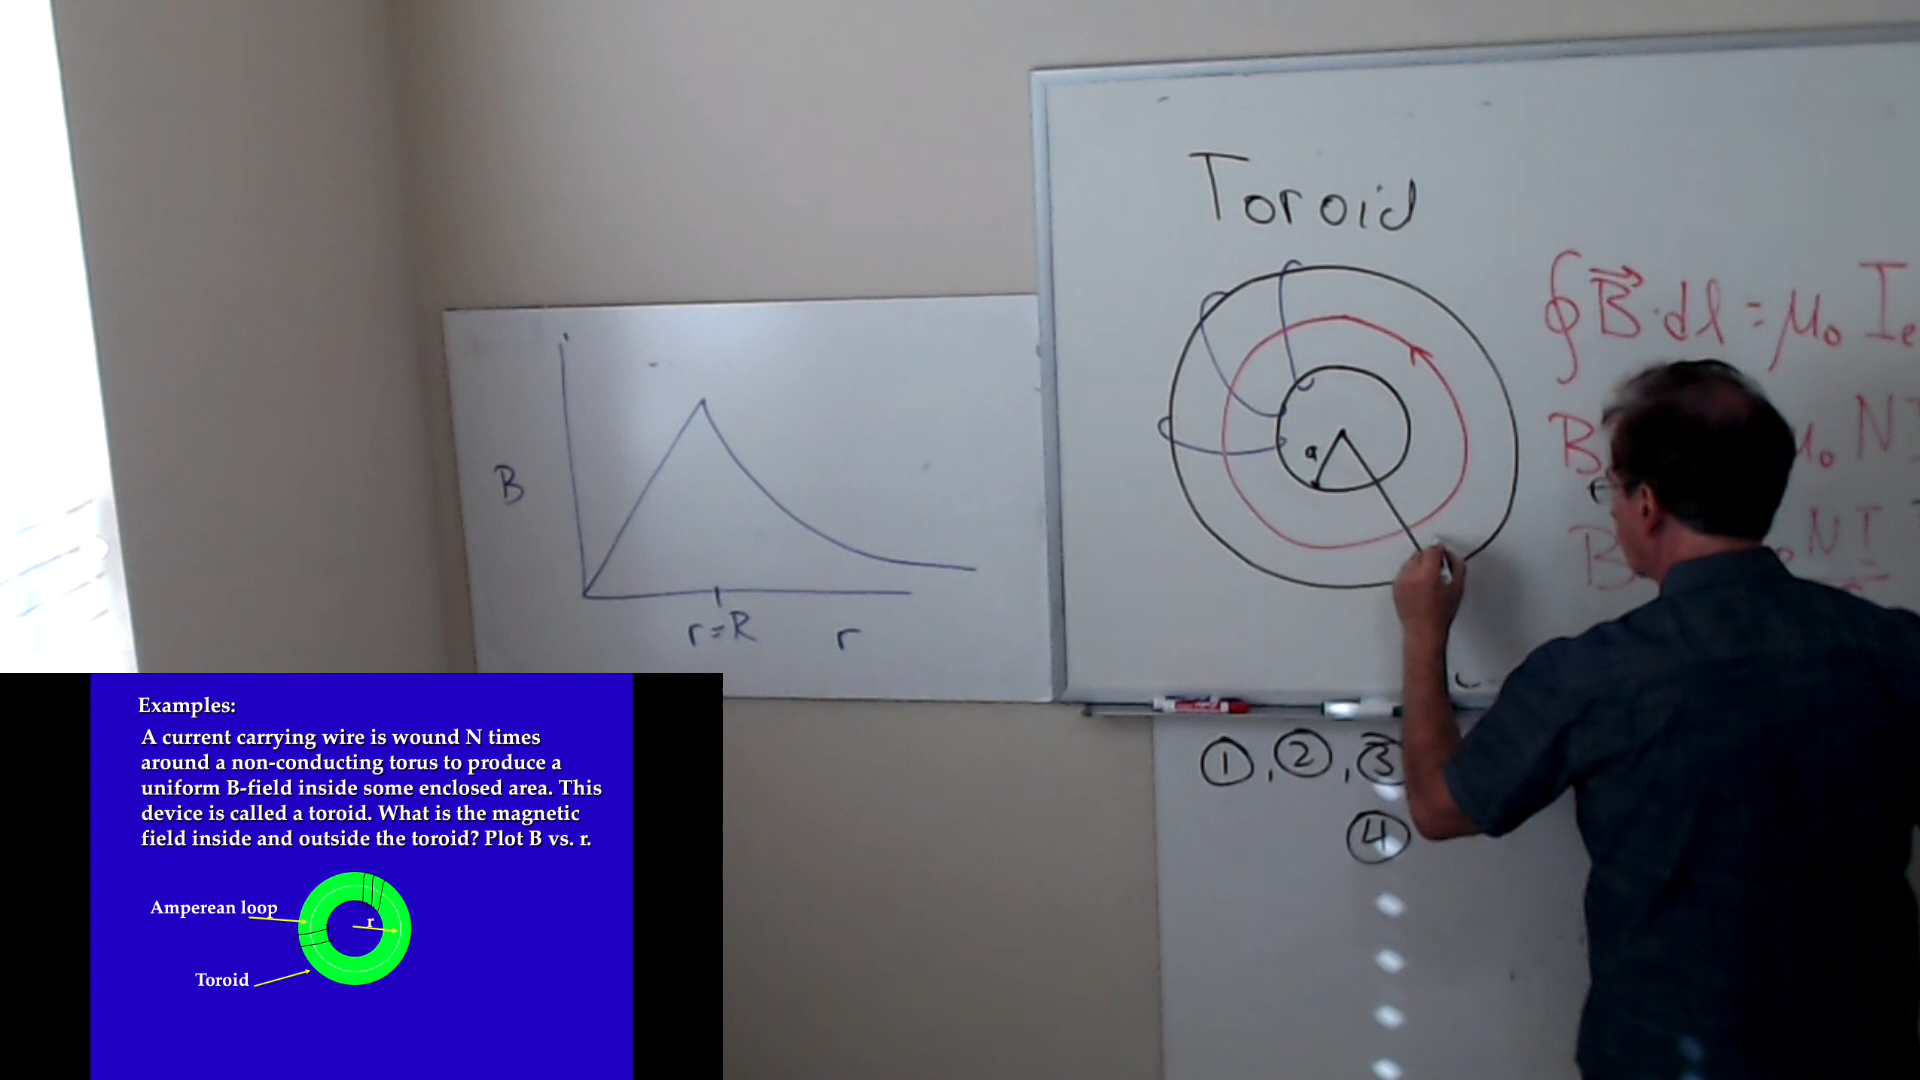 Toroid
∮B⃗·dl = μ₀ I
B μ₀ N
B NI
a
B
r=R r
①, ②, ③
④
Examples:
A current carrying wire is wound N times
around a non-conducting torus to produce a
uniform B-field inside some enclosed area. This
device is called a toroid. What is the magnetic
field inside and outside the toroid? Plot B vs. r.
Amperean loop
r
Toroid